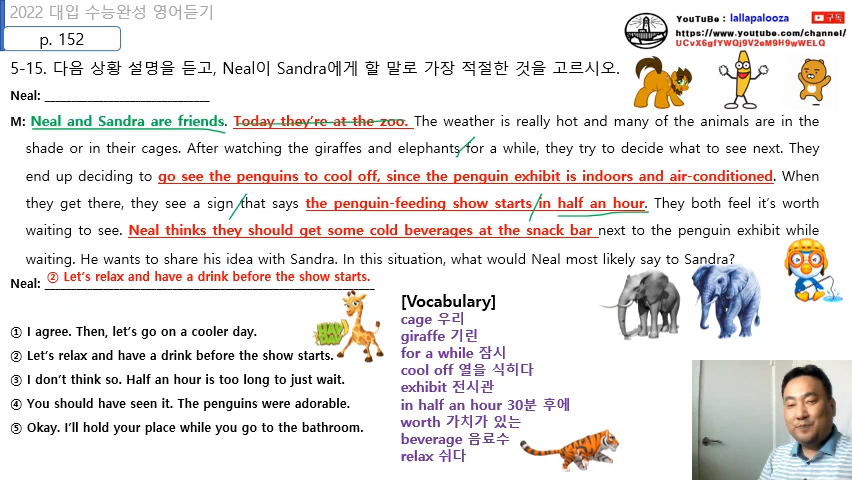 2022 대입 수능완성 영어듣기
p. 152
YouTuBe : lallapalooza
구독
https://www.youtube.com/channel/
UCvX6gfYWQj9V2eM9H9wWELQ
5-15. 다음 상황 설명을 듣고, Neal이 Sandra에게 할 말로 가장 적절한 것을 고르시오.
Neal: ______________________________
M: Neal and Sandra are friends. Today they're at the zoo. The weather is really hot and many of the animals are in the
shade or in their cages. After watching the giraffes and elephants for a while, they try to decide what to see next. They
end up deciding to go see the penguins to cool off, since the penguin exhibit is indoors and air-conditioned. When
they get there, they see a sign that says the penguin-feeding show starts in half an hour. They both feel it's worth
waiting to see. Neal thinks they should get some cold beverages at the snack bar next to the penguin exhibit while
waiting. He wants to share his idea with Sandra. In this situation, what would Neal most likely say to Sandra?
Neal: ② Let's relax and have a drink before the show starts.
① I agree. Then, let's go on a cooler day.
② Let's relax and have a drink before the show starts.
③ I don't think so. Half an hour is too long to just wait.
④ You should have seen it. The penguins were adorable.
⑤ Okay. I'll hold your place while you go to the bathroom.
HAY DAY
[Vocabulary]
cage 우리
giraffe 기린
for a while 잠시
cool off 열을 식히다
exhibit 전시관
in half an hour 30분 후에
worth 가치가 있는
beverage 음료수
relax 쉬다